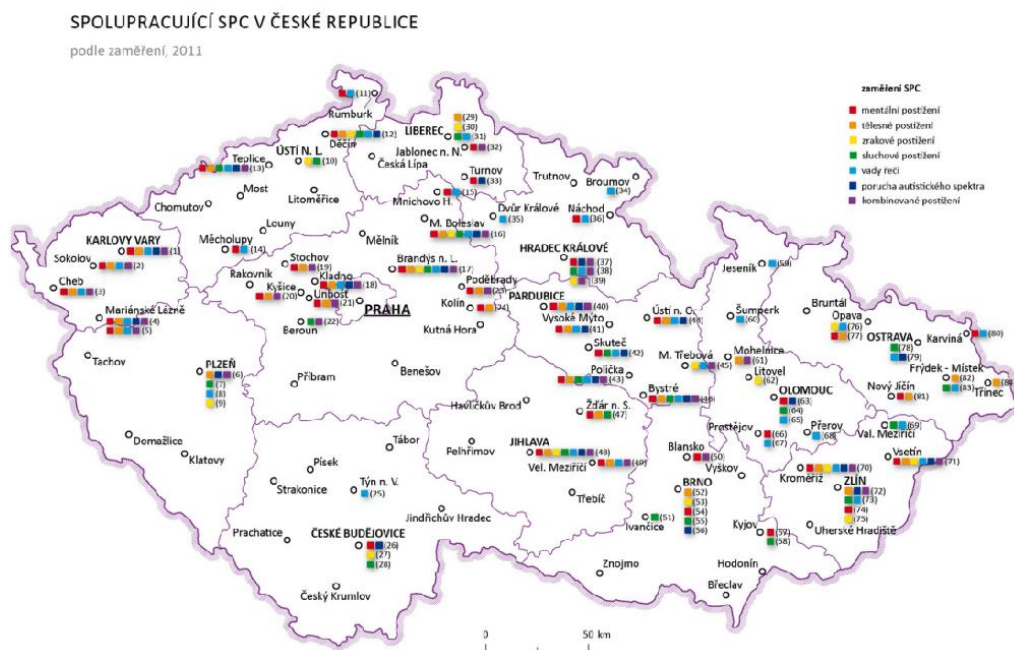 SPOLUPRACUJÍCÍ SPC V ČESKÉ REPUBLICE
podle zaměření, 2011
zaměření SPC
mentální postižení
tělesné postižení
zrakové postižení
sluchové postižení
vady řeči
porucha autistického spektra
kombinované postižení
(11)
Rumburk
(12)
Děčín
LIBEREC
(29)
(30)
(31)
Jablonec n. N.
(32)
Česká Lípa
ÚSTÍ N. L.
(10)
Teplice
(13)
Turnov
(33)
Trutnov
Broumov
(34)
Most
Litoměřice
Chomutov
Mnichovo H.
(15)
Dvůr Králové
(35)
Náchod
(36)
Louny
Mělník
M. Boleslav
(16)
Měcholupy
(14)
KARLOVY VARY
(1)
Sokolov
(2)
Cheb
(3)
HRADEC KRÁLOVÉ
(37)
(38)
(39)
Stochov
(19)
Brandýs n. L.
(17)
Jeseník
(59)
Rakovník
Kladno
(18)
Kyšice
(20)
Unhošť
(21)
PRAHA
Poděbrady
(23)
Kolín
(24)
PARDUBICE
(40)
Vysoké Mýto
(41)
Ústí n. O.
(44)
Šumperk
(60)
Bruntál
Opava
(76)
(77)
OSTRAVA
(78)
(79)
Karviná
(80)
Mariánské Lázně
(4)
(5)
Beroun
(22)
Kutná Hora
Skuteč
(42)
M. Třebová
(45)
Mohelnice
(61)
Litovel
(62)
Frýdek - Místek
(82)
(83)
Třinec
(84)
Tachov
PLZEŇ
(6)
(7)
(8)
(9)
Příbram
Benešov
Polička
(43)
Bystré
Nový Jičín
(81)
OLOMOUC
(63)
(64)
(65)
Havlíčkův Brod
Žďár n. S.
(47)
Prostějov
(66)
(67)
Přerov
(68)
Val. Meziříčí
(69)
Domažlice
Klatovy
Tábor
Pelhřimov
JIHLAVA
(48)
Vel. Meziříčí
(49)
Blansko
(50)
Vyškov
Kroměříž
(70)
Vsetín
(71)
Písek
Strakonice
Týn n. V.
(25)
Třebíč
BRNO
(52)
(53)
(54)
(55)
(56)
ZLÍN
(72)
(73)
(74)
(75)
Ivančice
(51)
Prachatice
Jindřichův Hradec
Kyjov
(57)
(58)
Uherské Hradiště
ČESKÉ BUDĚJOVICE
(26)
(27)
(28)
Český Krumlov
Znojmo
Hodonín
Břeclav
0
50 km